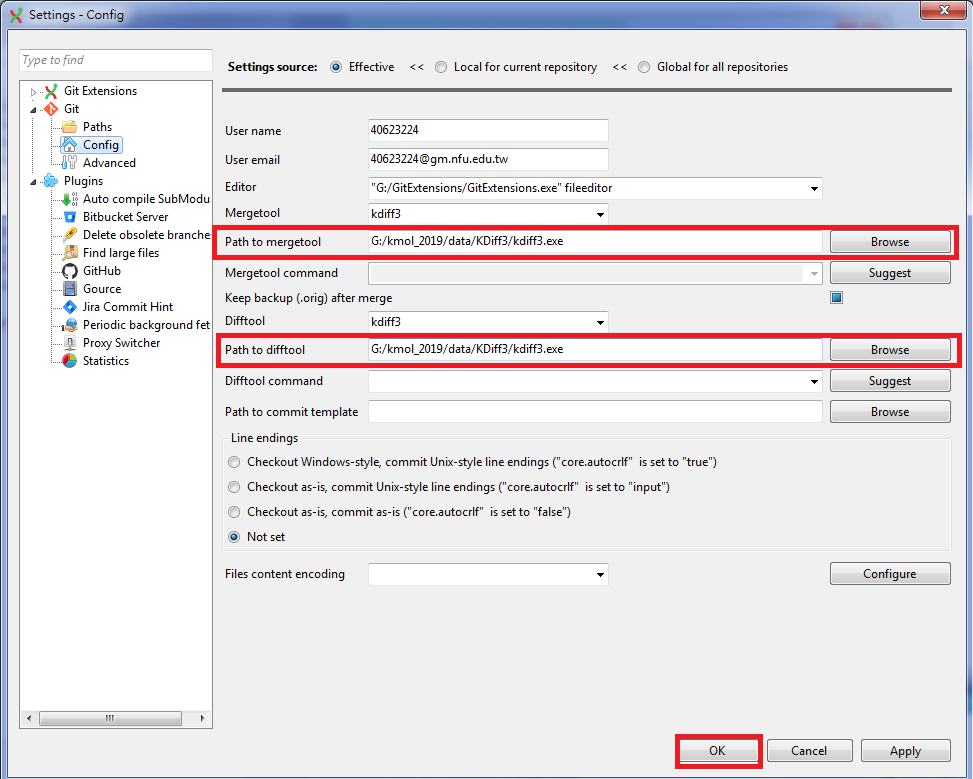 Settings - Config
Type to find
Git Extensions
Git
Paths
Config
Advanced
Plugins
Auto compile SubModu
Bitbucket Server
Delete obsolete branche
Find large files
GitHub
Gource
Jira Commit Hint
Periodic background fet
Proxy Switcher
Statistics
Settings source: Effective << Local for current repository << Global for all repositories
User name 40623224
User email 40623224@gm.nfu.edu.tw
Editor "G:/GitExtensions/GitExtensions.exe" fileeditor
Mergetool kdiff3
Path to mergetool G:/kmol_2019/data/KDiff3/kdiff3.exe Browse
Mergetool command Suggest
Keep backup (.orig) after merge
Difftool kdiff3
Path to difftool G:/kmol_2019/data/KDiff3/kdiff3.exe Browse
Difftool command Suggest
Path to commit template Browse
Line endings
Checkout Windows-style, commit Unix-style line endings ("core.autocrlf" is set to "true")
Checkout as-is, commit Unix-style line endings ("core.autocrlf" is set to "input")
Checkout as-is, commit as-is ("core.autocrlf" is set to "false")
Not set
Files content encoding Configure
OK Cancel Apply